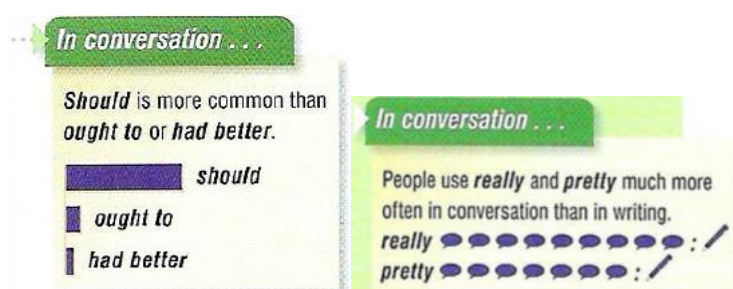 In conversation . . .
Should is more common than
ought to or had better.
should
ought to
had better
In conversation . . .
People use really and pretty much more
often in conversation than in writing.
really : 
pretty :